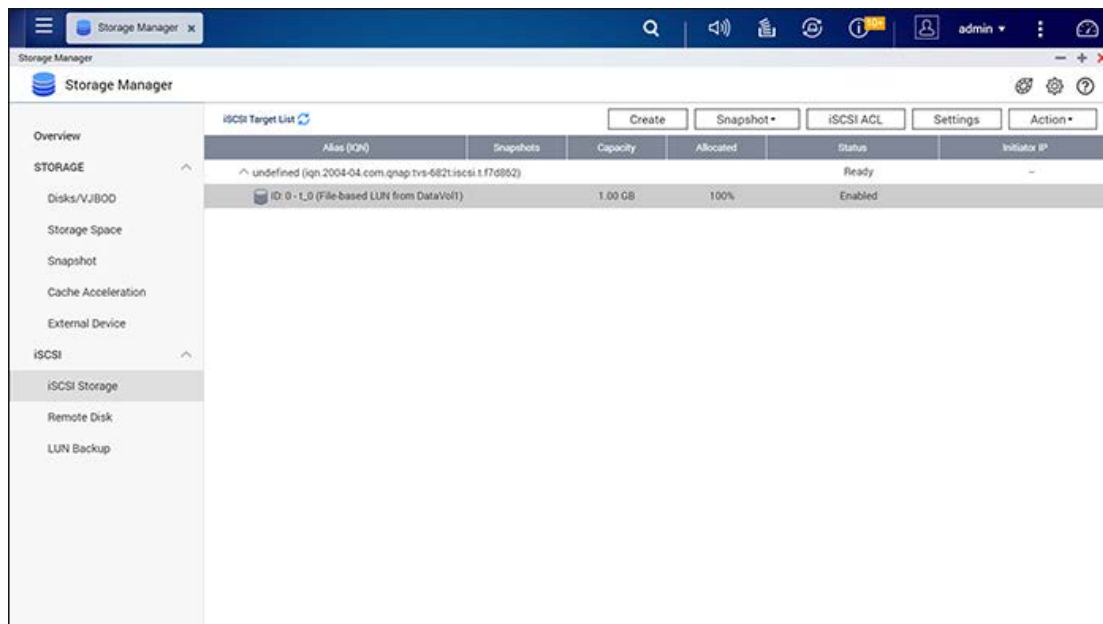 Storage Manager x
10+
admin
Storage Manager
Storage Manager
Overview
STORAGE
Disks/VJBOD
Storage Space
Snapshot
Cache Acceleration
External Device
iSCSI
iSCSI Storage
Remote Disk
LUN Backup
iSCSI Target List
Create
Snapshot
iSCSI ACL
Settings
Action
Alias (IQN) Snapshots Capacity Allocated Status Initiator IP
undefined (iqn.2004-04.com.qnap:tvs-682t:iscsi.t.f7d862) Ready --
ID: 0 - t_0 (File-based LUN from DataVol1) 1.00 GB 100% Enabled